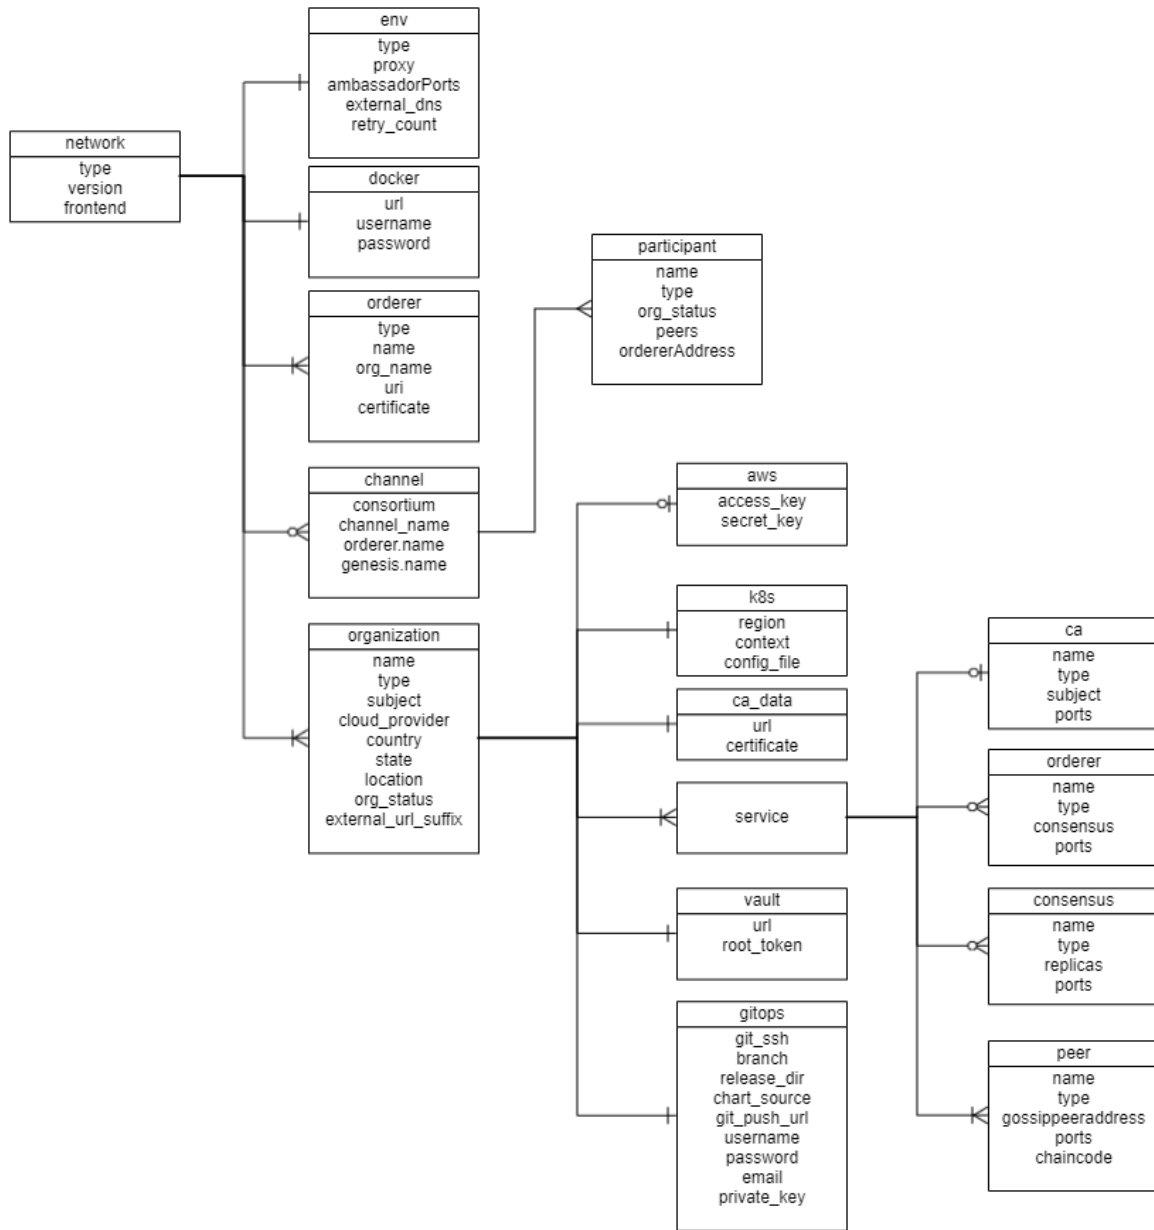 env
type
proxy
ambassadorPorts
external_dns
retry_count
network
type
version
frontend
docker
url
username
password
participant
name
type
org_status
peers
ordererAddress
orderer
type
name
org_name
uri
certificate
channel
consortium
channel_name
orderer.name
genesis.name
aws
access_key
secret_key
k8s
region
context
config_file
organization
name
type
subject
cloud_provider
country
state
location
org_status
external_url_suffix
ca
name
type
subject
ports
ca_data
url
certificate
service
orderer
name
type
consensus
ports
vault
url
root_token
consensus
name
type
replicas
ports
gitops
git_ssh
branch
release_dir
chart_source
git_push_url
username
password
email
private_key
peer
name
type
gossippeeraddress
ports
chaincode